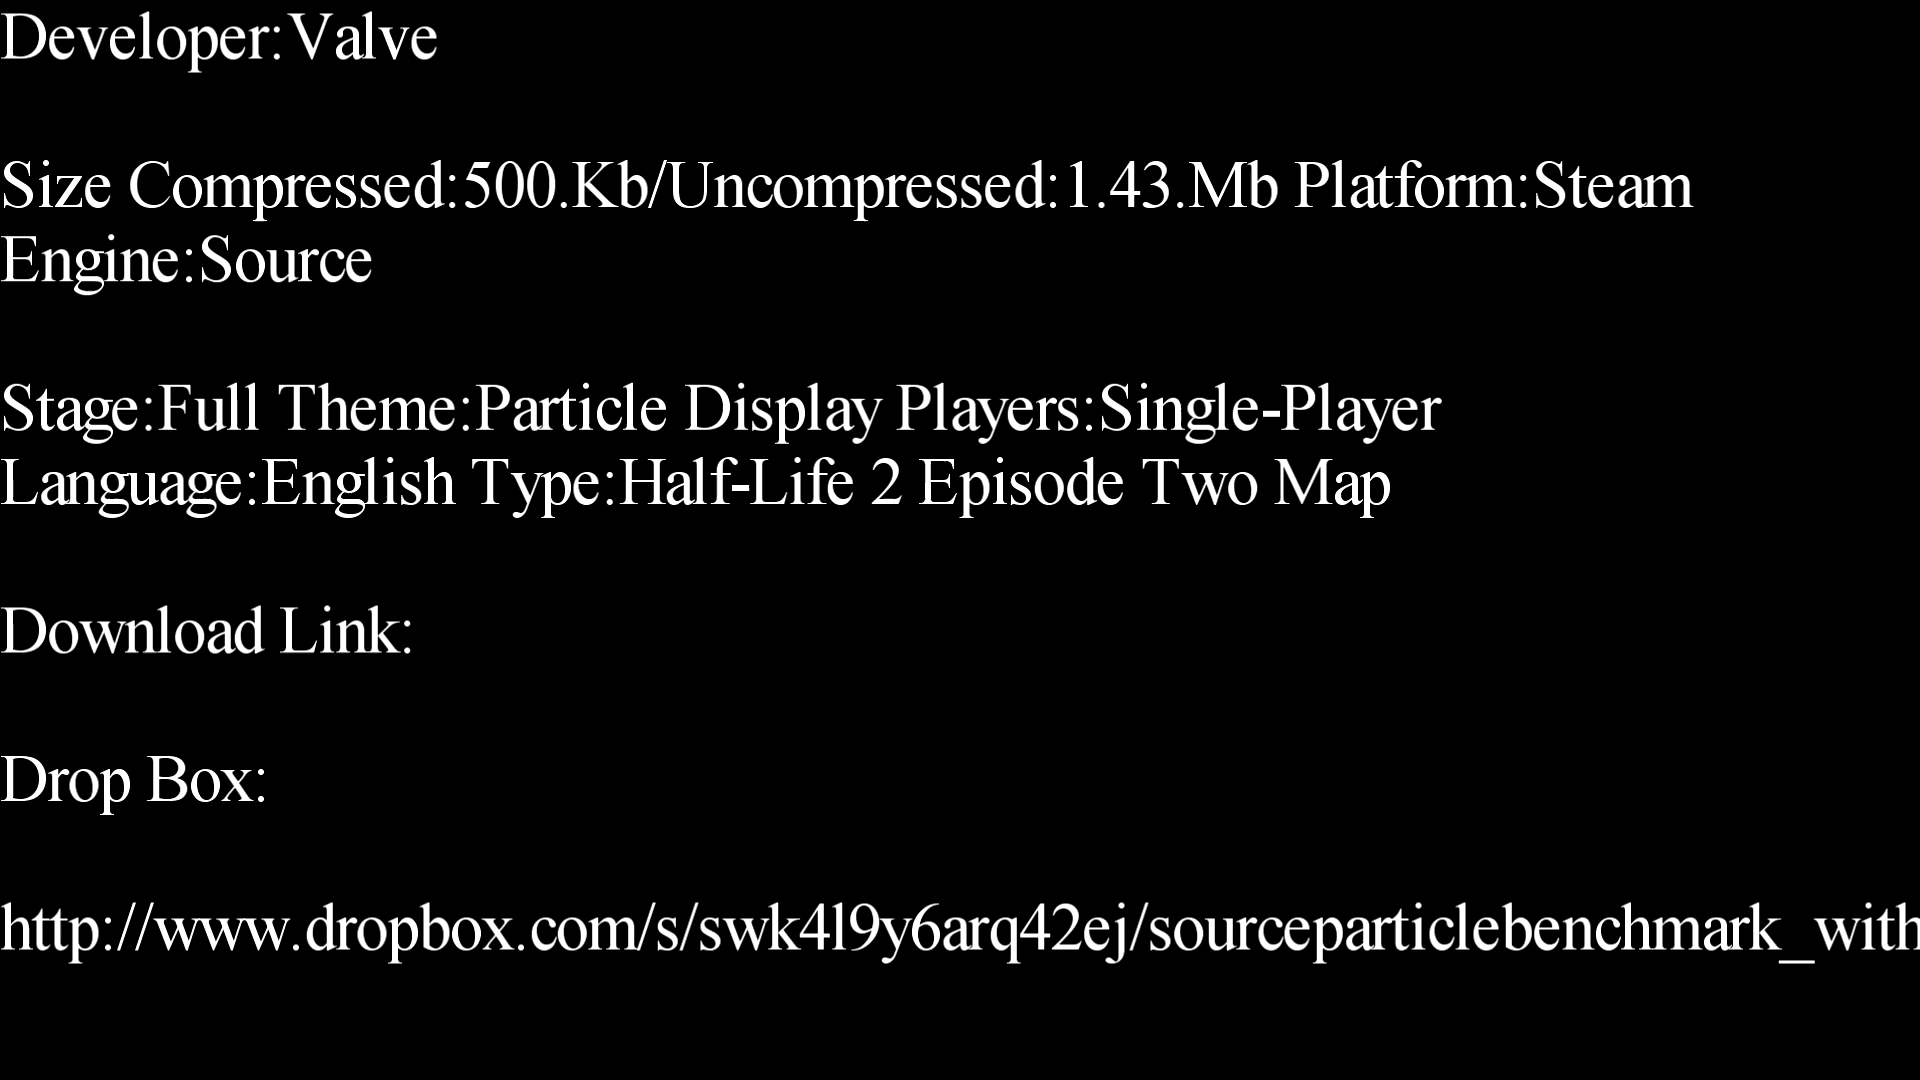 Developer:Valve
Size Compressed:500.Kb/Uncompressed:1.43.Mb Platform:Steam
Engine:Source
Stage:Full Theme:Particle Display Players:Single-Player
Language:English Type:Half-Life 2 Episode Two Map
Download Link:
Drop Box:
http://www.dropbox.com/s/swk4l9y6arq42ej/sourceparticlebenchmark_with